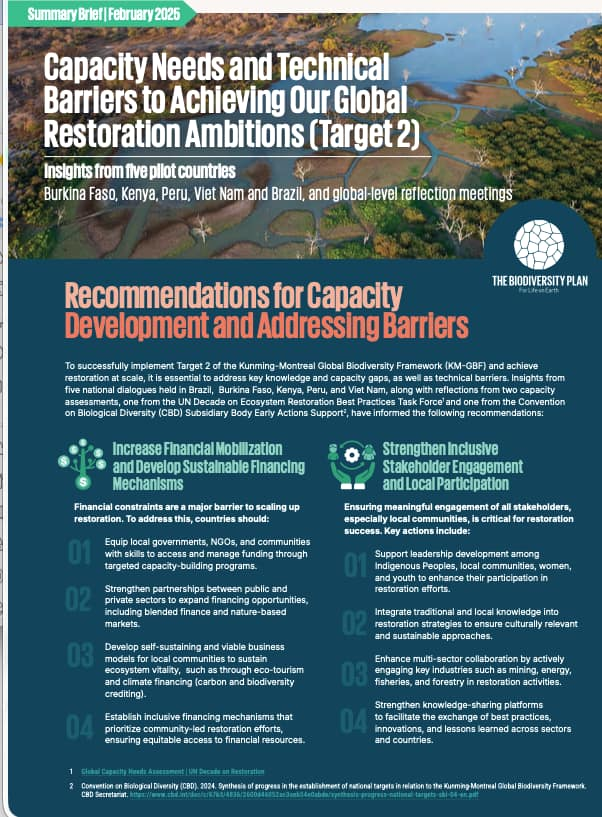 Summary Brief | February 2025
Capacity Needs and Technical
Barriers to Achieving Our Global
Restoration Ambitions (Target 2)
Insights from five pilot countries
Burkina Faso, Kenya, Peru, Viet Nam and Brazil, and global-level reflection meetings
THE BIODIVERSITY PLAN
For Life on Earth
Recommendations for Capacity
Development and Addressing Barriers
To successfully implement Target 2 of the Kunming-Montreal Global Biodiversity Framework (KM-GBF) and achieve
restoration at scale, it is essential to address key knowledge and capacity gaps, as well as technical barriers. Insights from
five national dialogues held in Brazil, Burkina Faso, Kenya, Peru, and Viet Nam, along with reflections from two capacity
assessments, one from the UN Decade on Ecosystem Restoration Best Practices Task Force¹ and one from the Convention
on Biological Diversity (CBD) Subsidiary Body Early Actions Support², have informed the following recommendations:
Increase Financial Mobilization
and Develop Sustainable Financing
Mechanisms
Financial constraints are a major barrier to scaling up
restoration. To address this, countries should:
01
Equip local governments, NGOs, and communities
with skills to access and manage funding through
targeted capacity-building programs.
02
Strengthen partnerships between public and
private sectors to expand financing opportunities,
including blended finance and nature-based
markets.
03
Develop self-sustaining and viable business
models for local communities to sustain
ecosystem vitality, such as through eco-tourism
and climate financing (carbon and biodiversity
crediting).
04
Establish inclusive financing mechanisms that
prioritize community-led restoration efforts,
ensuring equitable access to financial resources.
Strengthen Inclusive
Stakeholder Engagement
and Local Participation
Ensuring meaningful engagement of all stakeholders,
especially local communities, is critical for restoration
success. Key actions include:
01
Support leadership development among
Indigenous Peoples, local communities, women,
and youth to enhance their participation in
restoration efforts.
02
Integrate traditional and local knowledge into
restoration strategies to ensure culturally relevant
and sustainable approaches.
03
Enhance multi-sector collaboration by actively
engaging key industries such as mining, energy,
fisheries, and forestry in restoration activities.
04
Strengthen knowledge-sharing platforms
to facilitate the exchange of best practices,
innovations, and lessons learned across sectors
and countries.
1 Global Capacity Needs Assessment | UN Decade on Restoration
2 Convention on Biological Diversity (CBD). 2024. Synthesis of progress in the establishment of national targets in relation to the Kunming-Montreal Global Biodiversity Framework.
CBD Secretariat.